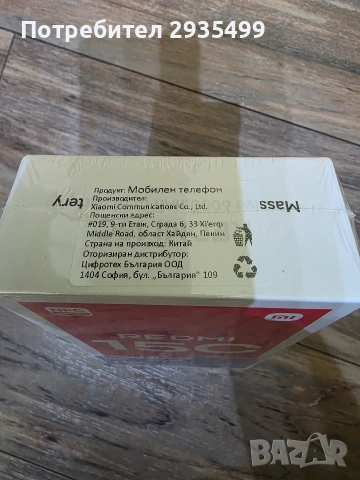 Потребител 2935499
Продукт: Мобилен телефон
Производител:
Xiaomi Communications Co., Ltd.
Пощенски адрес:
#019, 9-ти Етаж, Сграда 6, 33 Xi'erqi
Middle Road, област Хайдян, Пекин
Страна на произход: Китай
Оторизиран дистрибутор:
Цифротех България ООД
1404 София, бул. „България" 109
Mass
tery
REDMI
15C
BAZAR